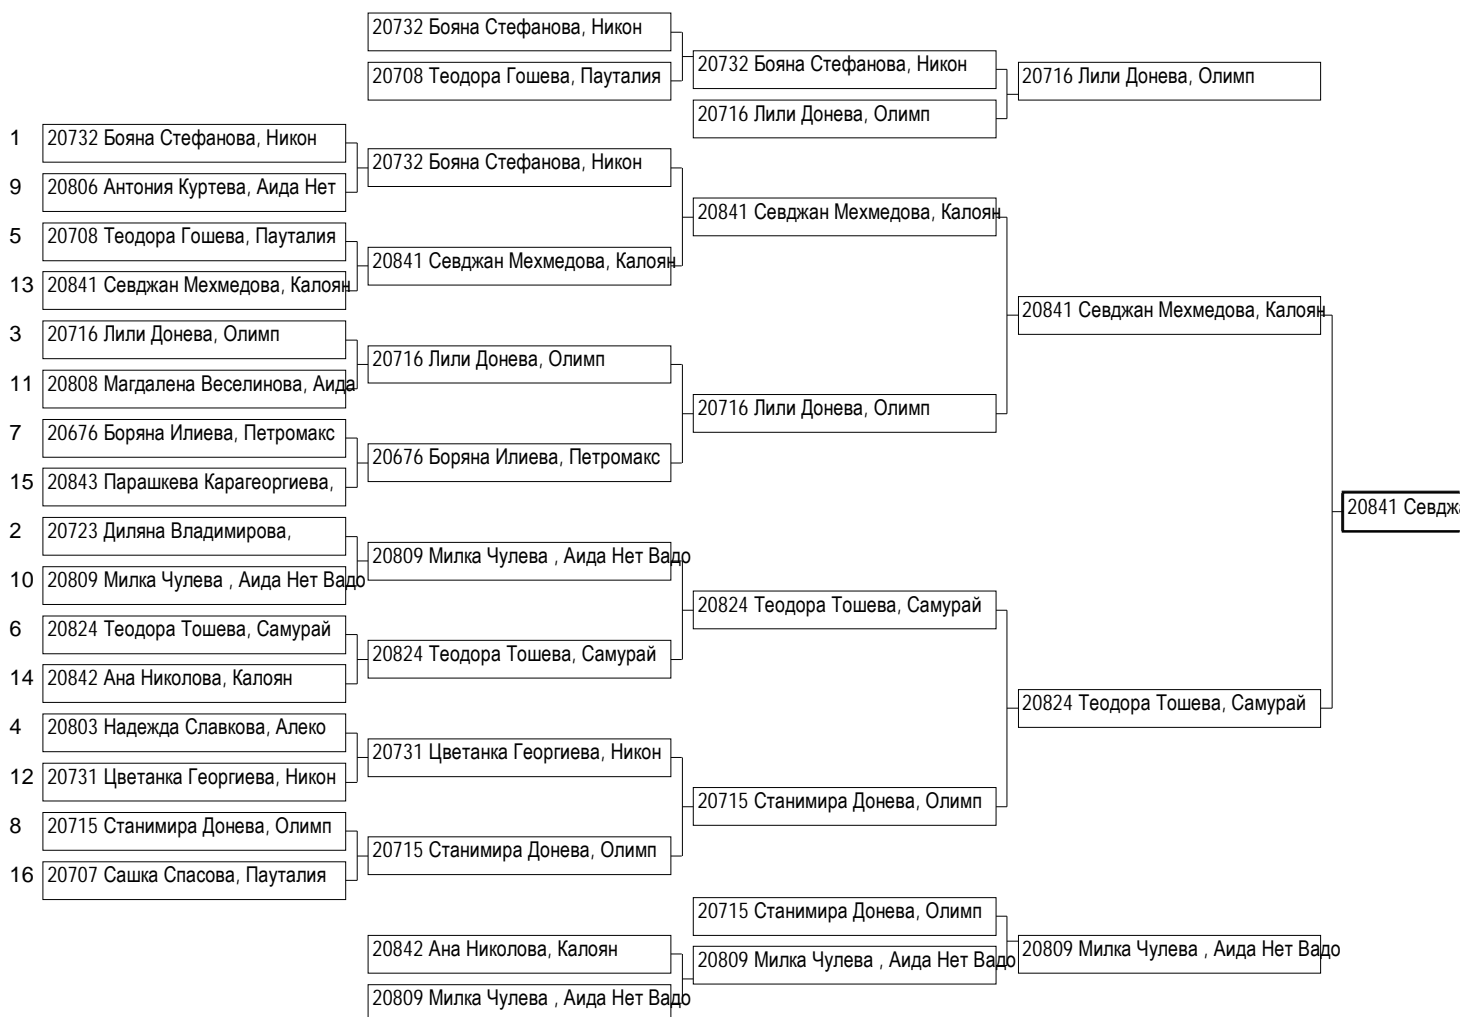 20732 Бояна Стефанова, Никон
20708 Теодора Гошева, Пауталия
20732 Бояна Стефанова, Никон
20716 Лили Донева, Олимп
20716 Лили Донева, Олимп
1 20732 Бояна Стефанова, Никон
9 20806 Антония Куртева, Аида Нет
5 20708 Теодора Гошева, Пауталия
13 20841 Севджан Мехмедова, Калоян
3 20716 Лили Донева, Олимп
11 20808 Магдалена Веселинова, Аида
7 20676 Боряна Илиева, Петромакс
15 20843 Парашкева Карагеоргиева,
2 20723 Диляна Владимирова,
10 20809 Милка Чулева , Аида Нет Вадо
6 20824 Теодора Тошева, Самурай
14 20842 Ана Николова, Калоян
4 20803 Надежда Славкова, Алеко
12 20731 Цветанка Георгиева, Никон
8 20715 Станимира Донева, Олимп
16 20707 Сашка Спасова, Пауталия
20732 Бояна Стефанова, Никон
20841 Севджан Мехмедова, Калоян
20716 Лили Донева, Олимп
20676 Боряна Илиева, Петромакс
20809 Милка Чулева , Аида Нет Вадо
20824 Теодора Тошева, Самурай
20731 Цветанка Георгиева, Никон
20715 Станимира Донева, Олимп
20841 Севджан Мехмедова, Калоян
20716 Лили Донева, Олимп
20824 Теодора Тошева, Самурай
20715 Станимира Донева, Олимп
20841 Севджан Мехмедова, Калоян
20824 Теодора Тошева, Самурай
20841
20715 Станимира Донева, Олимп
20842 Ана Николова, Калоян
20809 Милка Чулева , Аида Нет Вадо
20809 Милка Чулева , Аида Нет Вадо
20809 Милка Чулева , Аида Нет Вадо